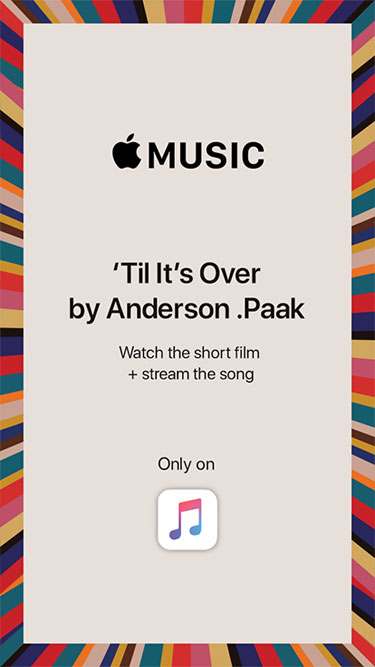 MUSIC
’Til It’s Over
by Anderson .Paak
Watch the short film
+ stream the song
Only on